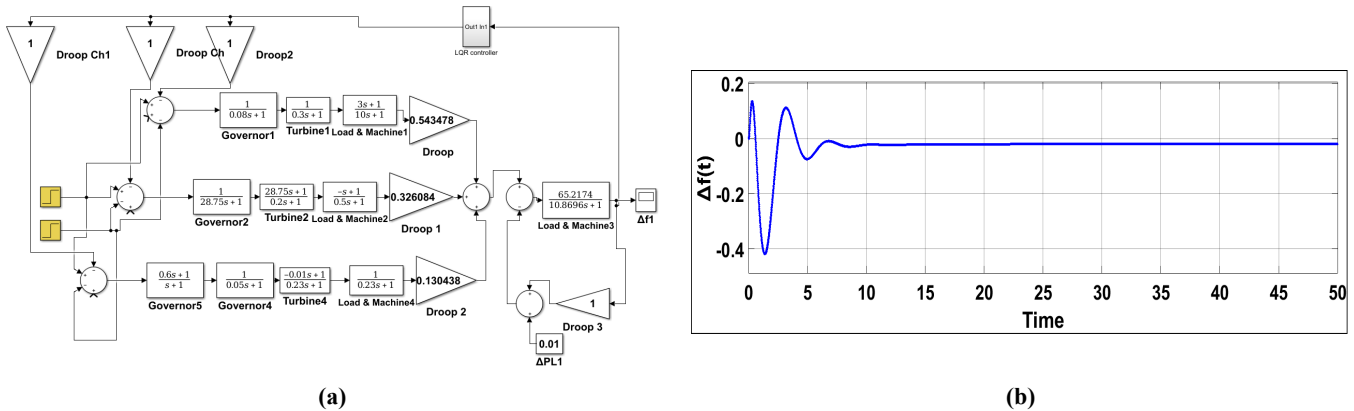 1
Droop Ch1
1
Droop Ch
1
Droop2
Out1 In1
LQR controller
1
0.08s + 1
Governor1
1
0.3s + 1
Turbine1
3s + 1
10s + 1
Load & Machine1
0.543478
Droop
1
28.75s + 1
Governor2
28.75s + 1
0.2s + 1
Turbine2
−s + 1
0.5s + 1
Load & Machine2
0.326084
Droop 1
65.2174
10.8696s + 1
Load & Machine3
Δf1
0.6s + 1
s + 1
Governor5
1
0.05s + 1
Governor4
−0.01s + 1
0.23s + 1
Turbine4
1
0.23s + 1
Load & Machine4
0.130438
Droop 2
1
Droop 3
0.01
ΔPL1
(a)
Δf(t)
0.2
0
-0.2
-0.4
0 5 10 15 20 25 30 35 40 45 50
Time
(b)